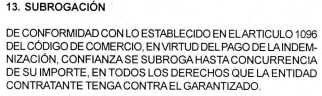 13. SUBROGACIÓN
DE CONFORMIDAD CON LO ESTABLECIDO EN EL ARTICULO 1096
DEL CÓDIGO DE COMERCIO, EN VIRTUD DEL PAGO DE LA INDEM-
NIZACIÓN, CONFIANZA SE SUBROGA HASTA CONCURRENCIA
DE SU IMPORTE, EN TODOS LOS DERECHOS QUE LA ENTIDAD
CONTRATANTE TENGA CONTRA EL GARANTIZADO.